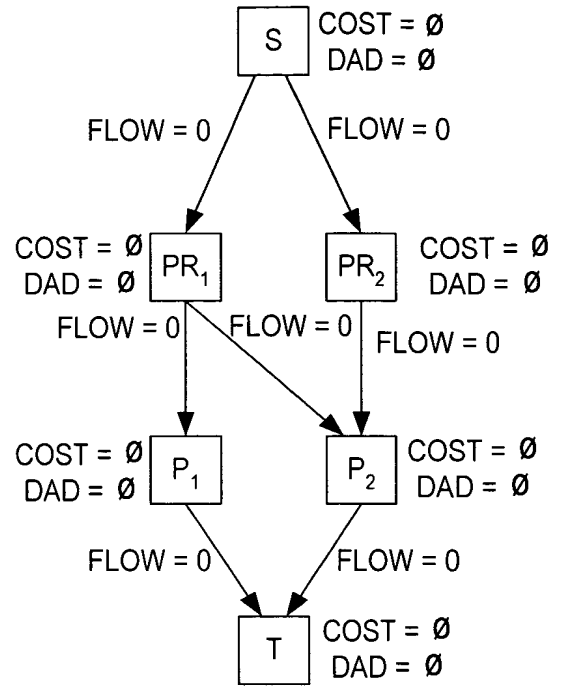 S
COST = Ø
DAD = Ø
FLOW = 0
FLOW = 0
COST = Ø
DAD = Ø
PR₁
PR₂
COST = Ø
DAD = Ø
FLOW = 0
FLOW = 0
FLOW = 0
COST = Ø
DAD = Ø
P₁
P₂
COST = Ø
DAD = Ø
FLOW = 0
FLOW = 0
T
COST = Ø
DAD = Ø